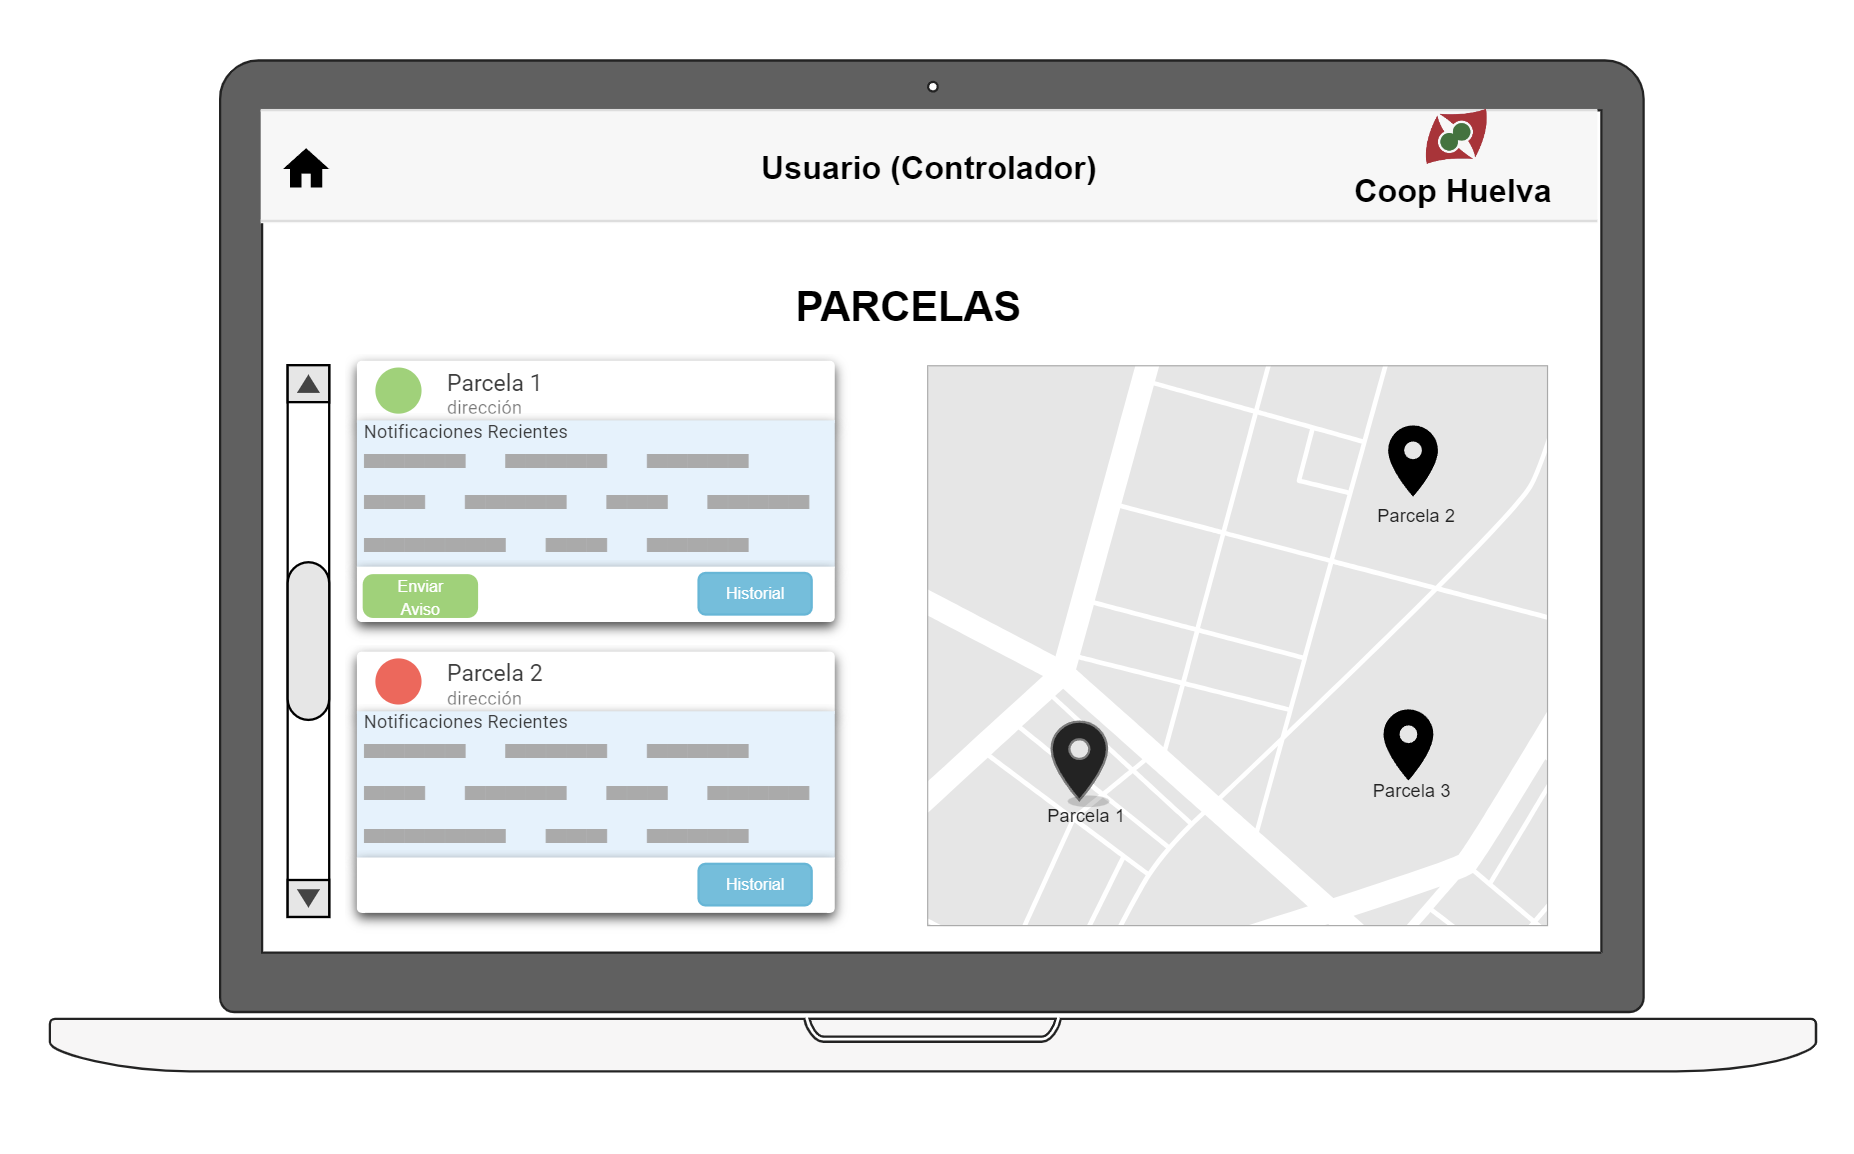 Usuario (Controlador)
Coop Huelva
PARCELAS
Parcela 1
dirección
Notificaciones Recientes
Enviar
Aviso
Historial
Parcela 2
dirección
Notificaciones Recientes
Historial
Parcela 2
Parcela 3
Parcela 1